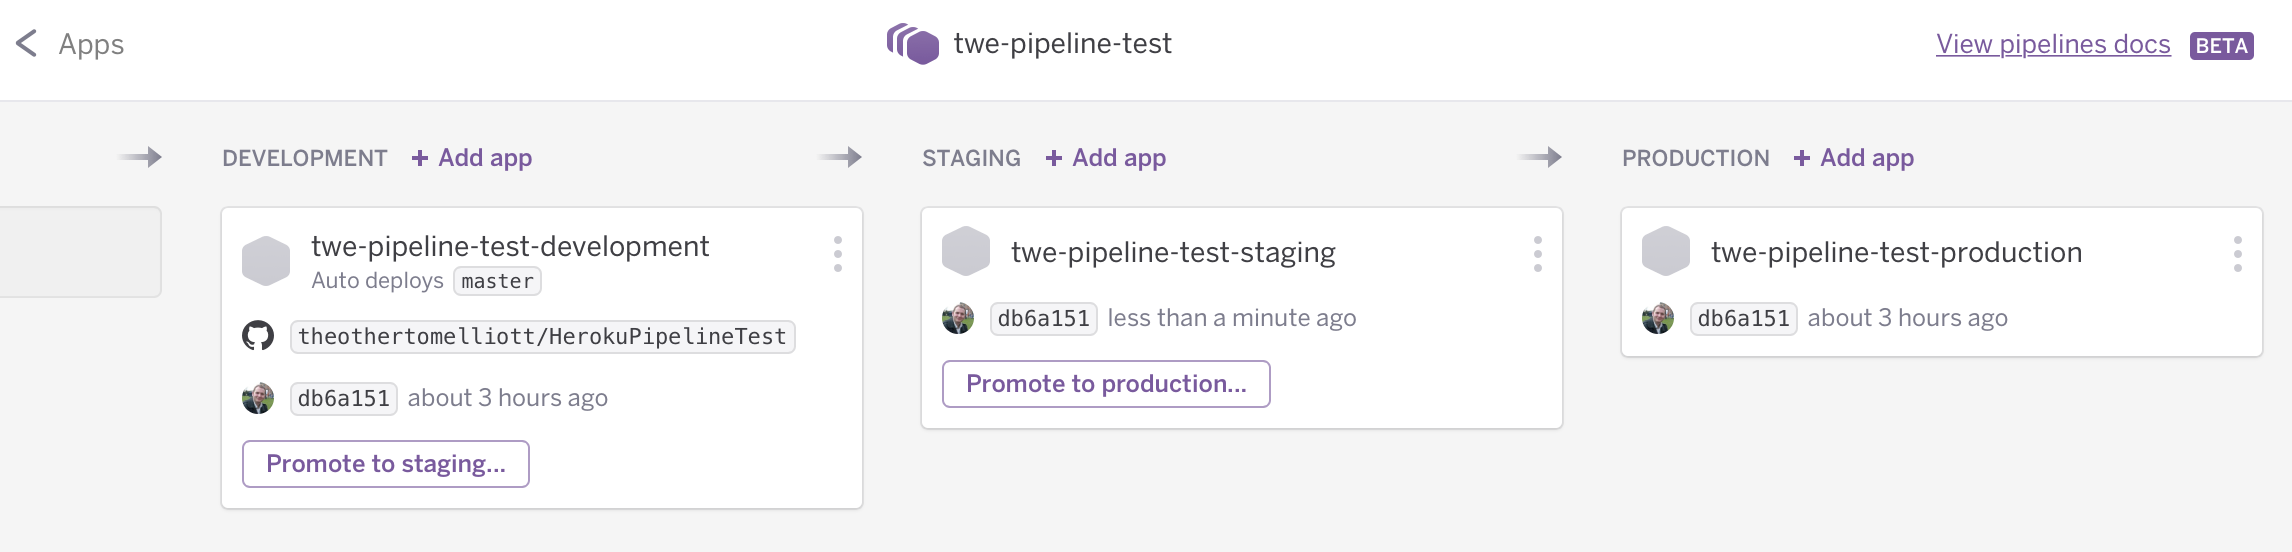 Apps
twe-pipeline-test
View pipelines docs BETA
DEVELOPMENT + Add app
twe-pipeline-test-development
Auto deploys master
theothertomelliott/HerokuPipelineTest
db6a151 about 3 hours ago
Promote to staging...
STAGING + Add app
twe-pipeline-test-staging
db6a151 less than a minute ago
Promote to production...
PRODUCTION + Add app
twe-pipeline-test-production
db6a151 about 3 hours ago